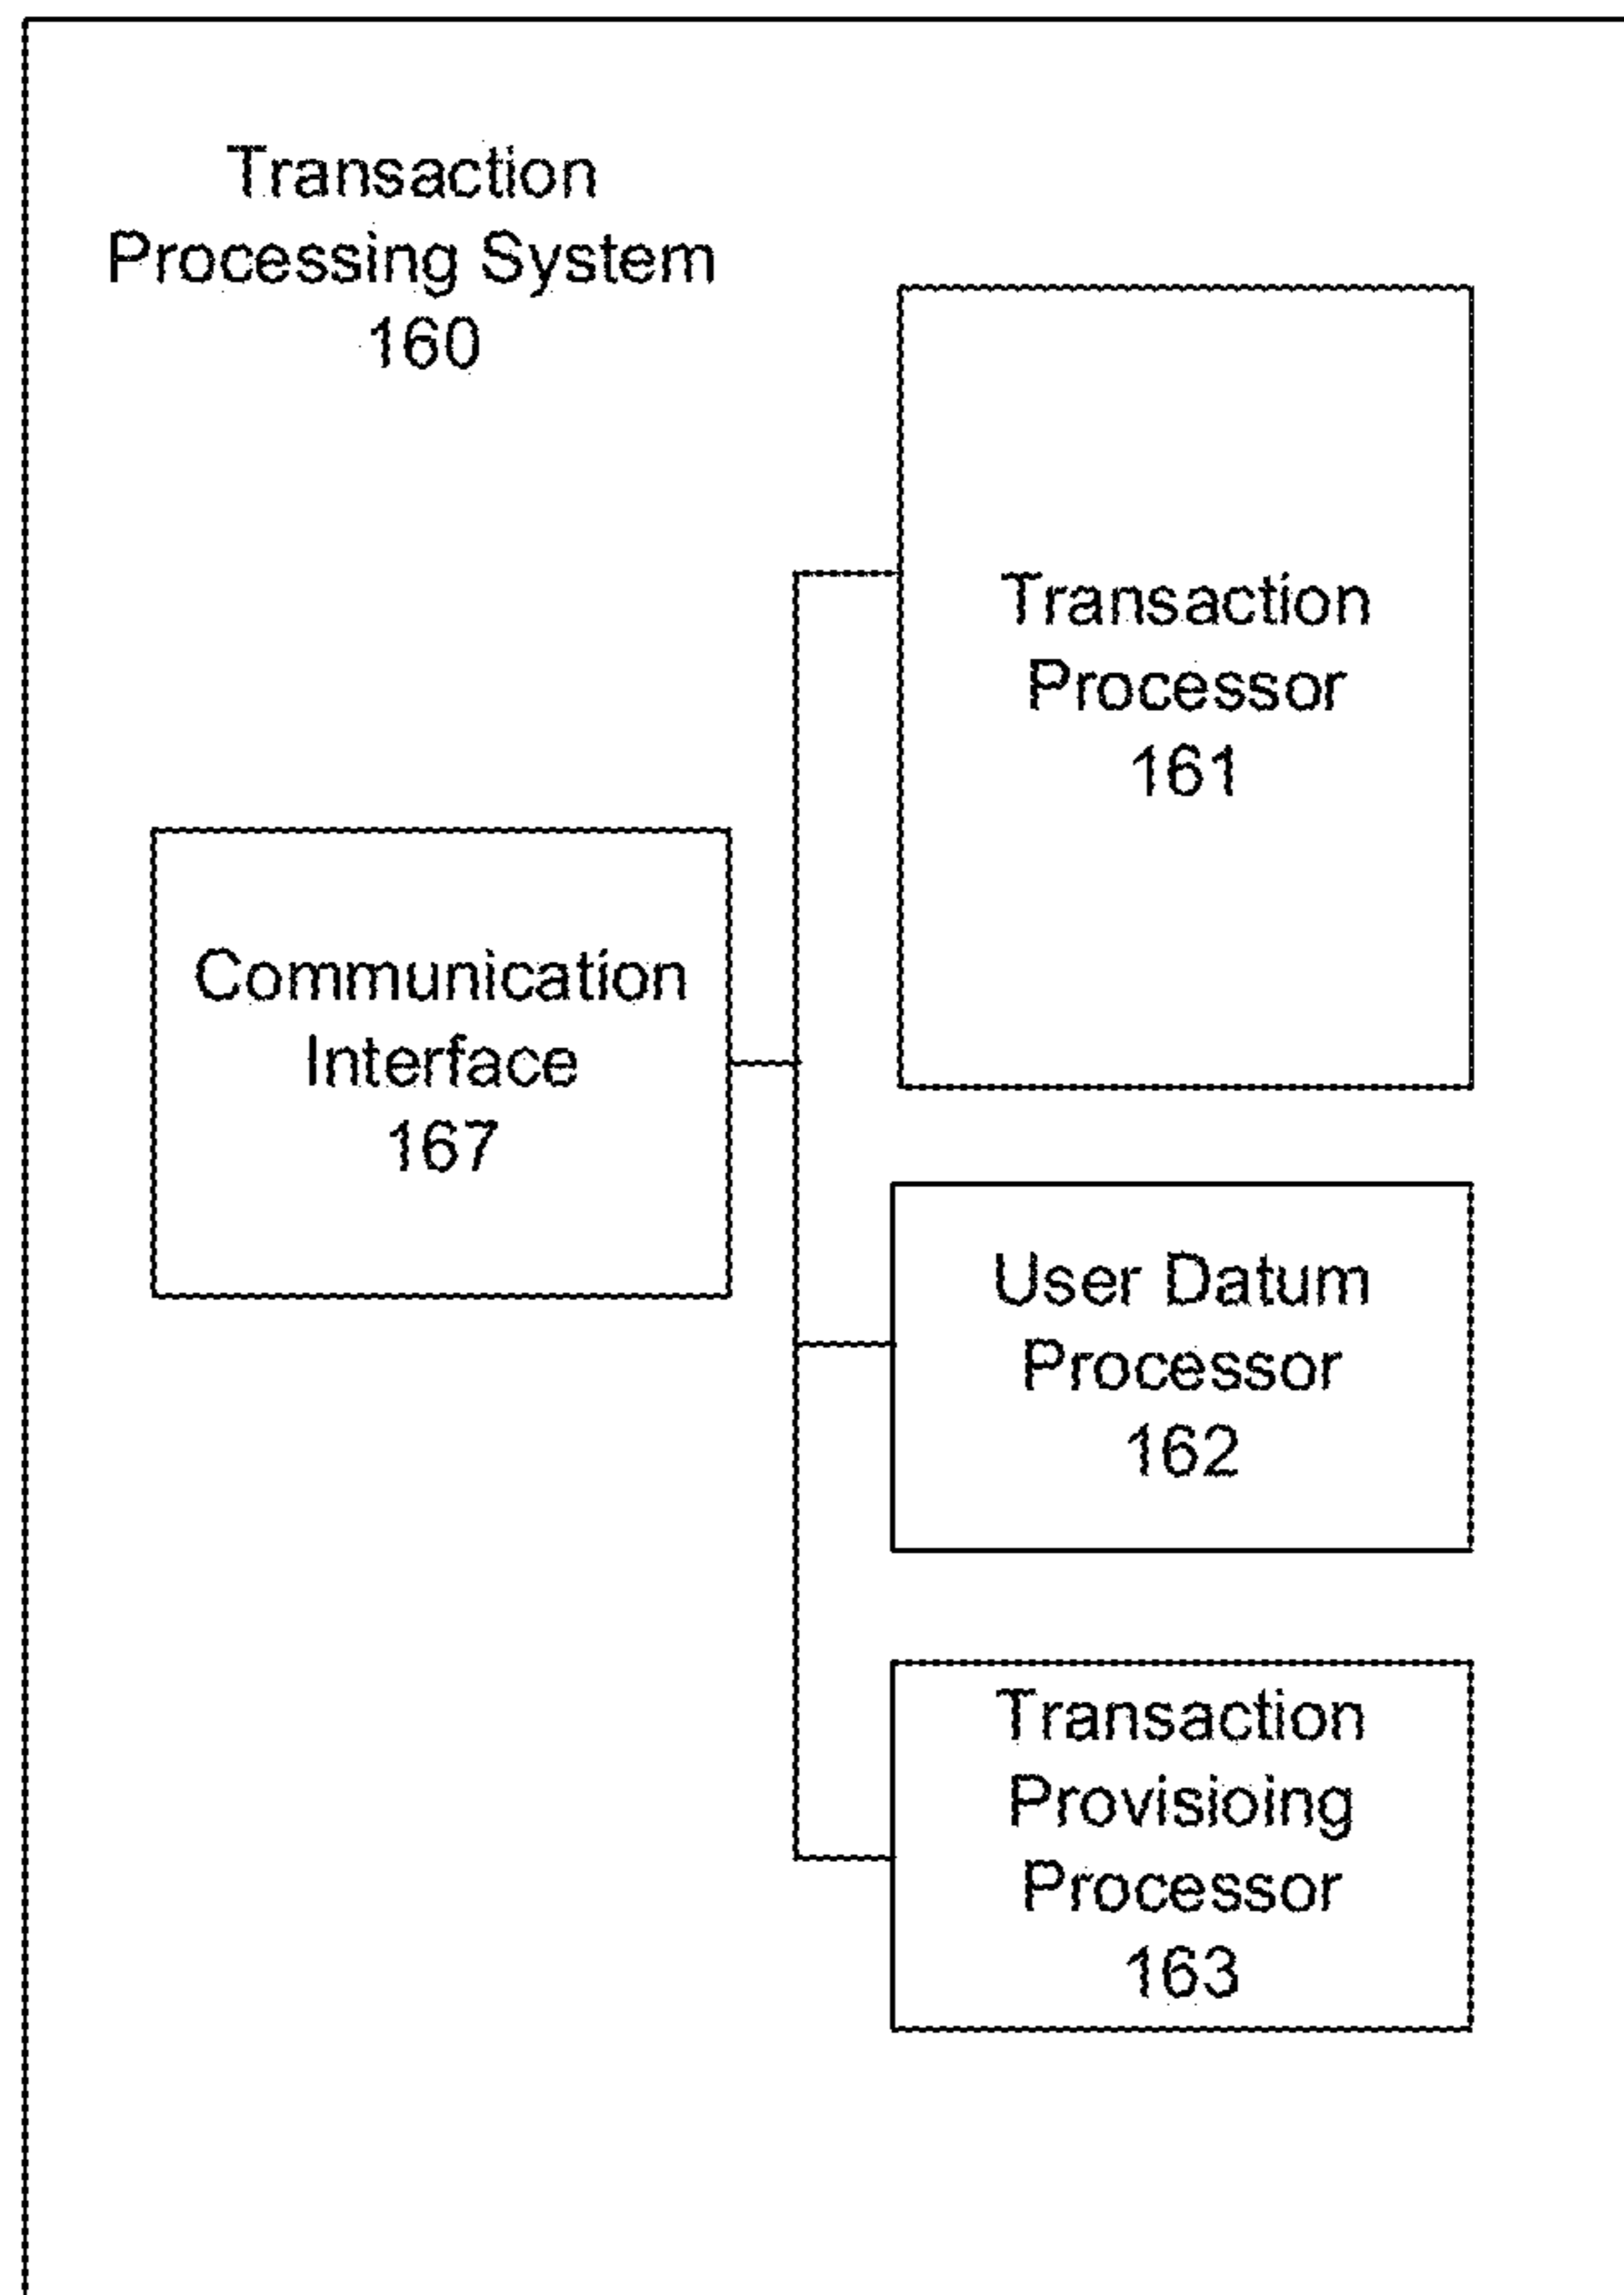 Transaction
Processing System
160
Transaction
Processor
161
Communication
Interface
167
User Datum
Processor
162
Transaction
Provisioing
Processor
163